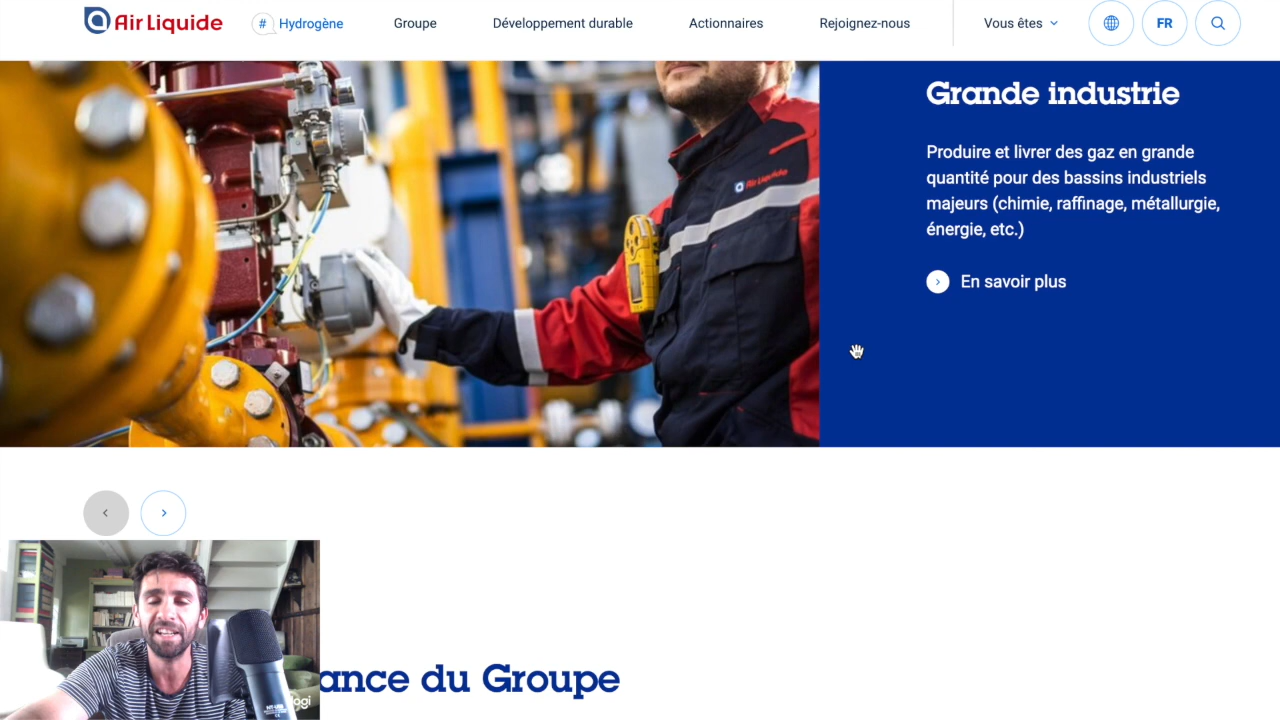 Air Liquide
# Hydrogène
Groupe
Développement durable
Actionnaires
Rejoignez-nous
Vous êtes
FR
Grande industrie
Produire et livrer des gaz en grande
quantité pour des bassins industriels
majeurs (chimie, raffinage, métallurgie,
énergie, etc.)
En savoir plus
Air Liquide
ance du Groupe